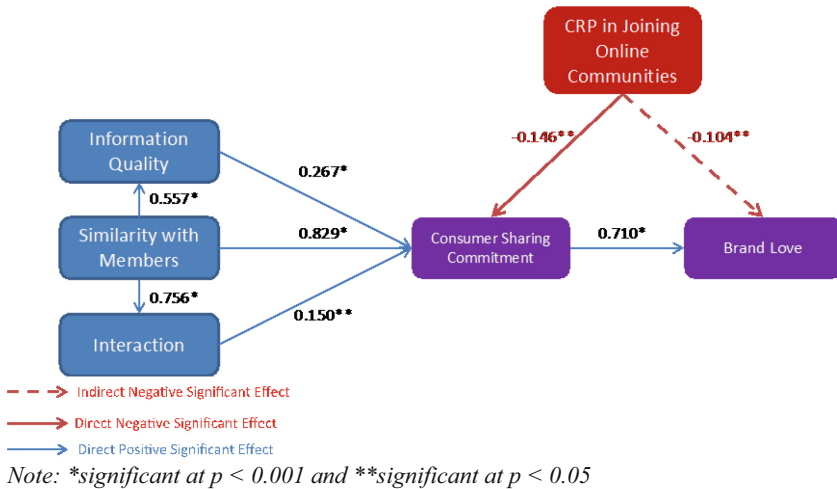 CRP in Joining
Online
Communities
-0.146**
-0.104**
Information
Quality
0.267*
0.557*
Similarity with
Members
0.829*
Consumer Sharing
Commitment
0.710*
Brand Love
0.756*
0.150**
Interaction
Indirect Negative Significant Effect
Direct Negative Significant Effect
Direct Positive Significant Effect
Note: *significant at p < 0.001 and **significant at p < 0.05